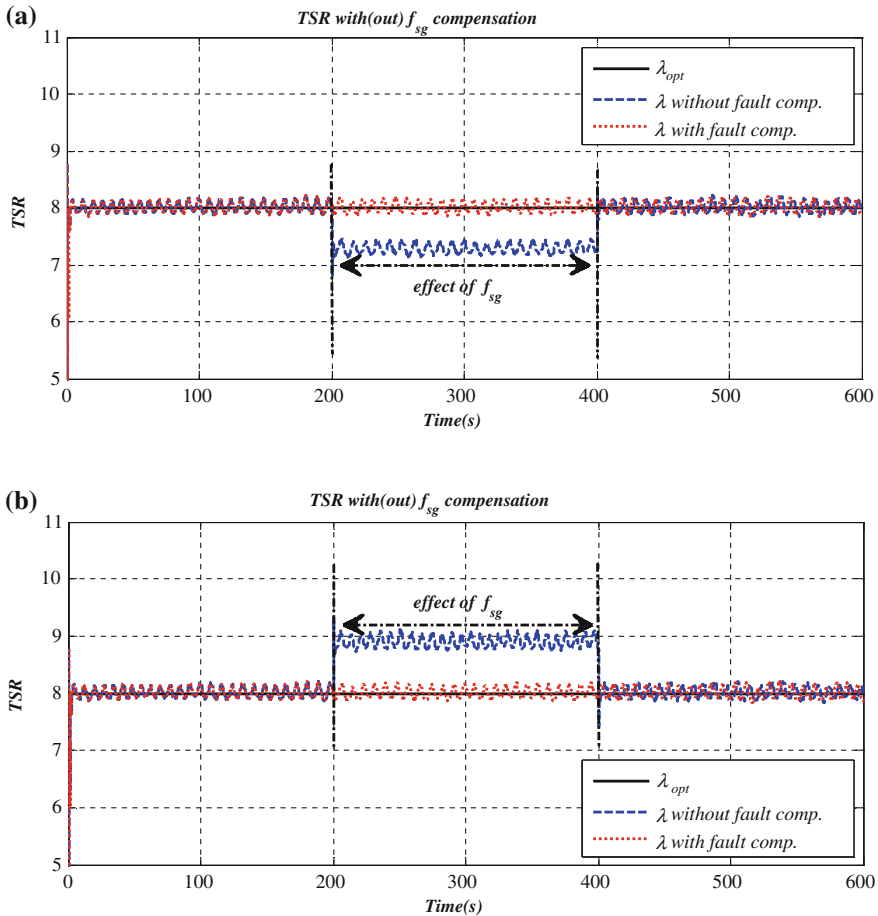 (a)
TSR with(out) f_sg compensation
11
10
9
8
7
6
5
TSR
λ_opt
λ without fault comp.
λ with fault comp.
effect of f_sg
0 100 200 300 400 500 600
Time(s)
(b)
TSR with(out) f_sg compensation
11
10
9
8
7
6
5
TSR
effect of f_sg
λ_opt
λ without fault comp.
λ with fault comp.
0 100 200 300 400 500 600
Time(s)